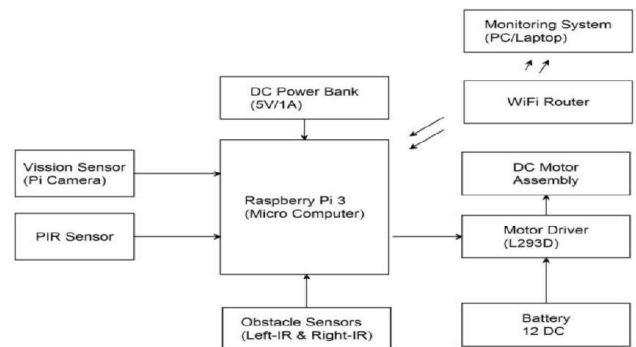 Monitoring System
(PC/Laptop)
DC Power Bank
(5V/1A)
WiFi Router
Vission Sensor
(Pi Camera)
Raspberry Pi 3
(Micro Computer)
DC Motor
Assembly
PIR Sensor
Motor Driver
(L293D)
Obstacle Sensors
(Left-IR & Right-IR)
Battery
12 DC